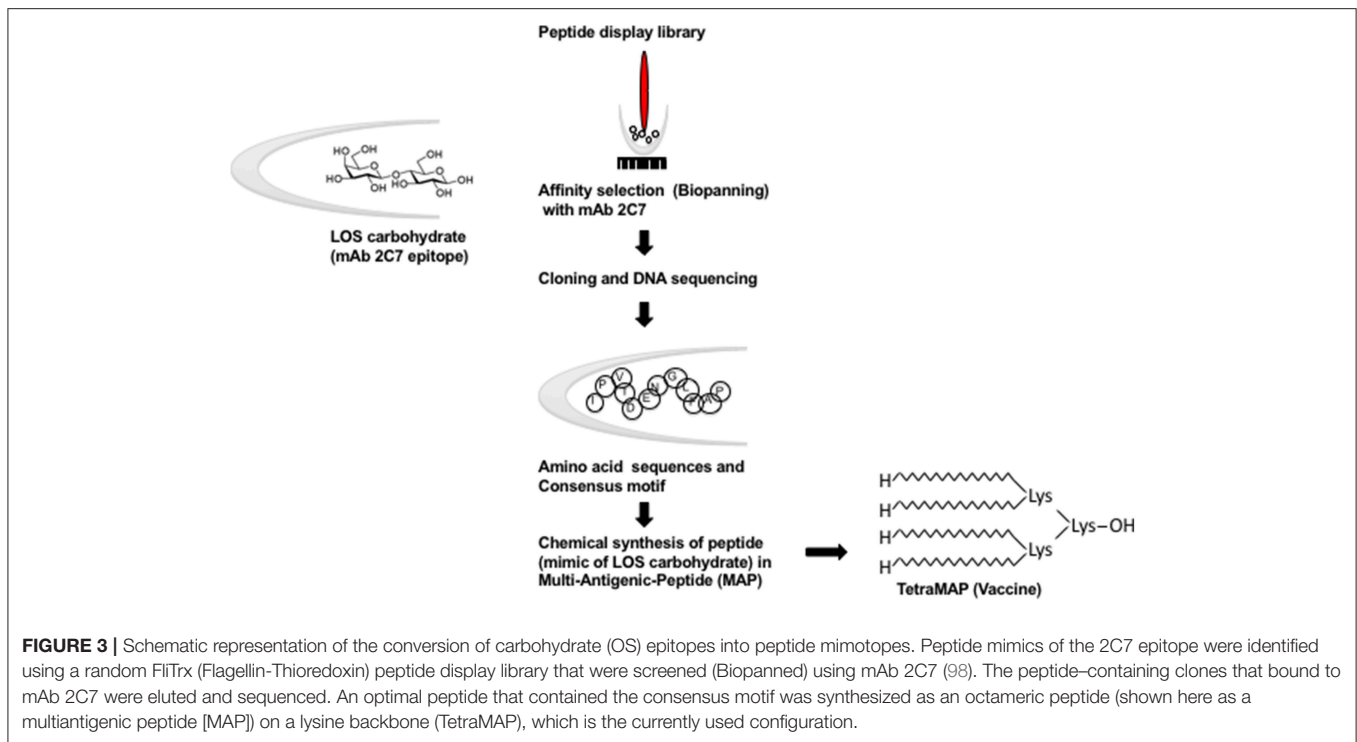 Peptide display library
HO OH
HO
O
OH
O
OH
HO
O
OH
OH
LOS carbohydrate
(mAb 2C7 epitope)
Affinity selection (Biopanning)
with mAb 2C7
Cloning and DNA sequencing
I P V T D E N G L A P
Amino acid sequences and
Consensus motif
Chemical synthesis of peptide
(mimic of LOS carbohydrate) in
Multi-Antigenic-Peptide (MAP)
H
H
Lys
H
H
Lys
Lys–OH
TetraMAP (Vaccine)
FIGURE 3 | Schematic representation of the conversion of carbohydrate (OS) epitopes into peptide mimotopes. Peptide mimics of the 2C7 epitope were identified
using a random FliTrx (Flagellin-Thioredoxin) peptide display library that were screened (Biopanned) using mAb 2C7 (98). The peptide–containing clones that bound to
mAb 2C7 were eluted and sequenced. An optimal peptide that contained the consensus motif was synthesized as an octameric peptide (shown here as a
multiantigenic peptide [MAP]) on a lysine backbone (TetraMAP), which is the currently used configuration.